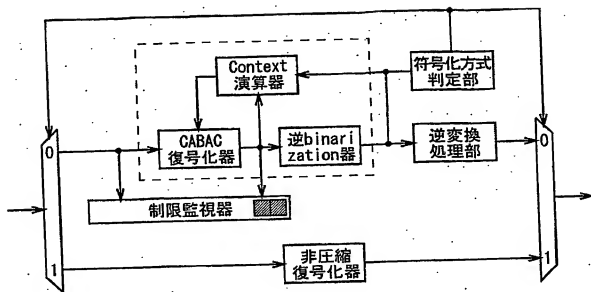 Context
演算器
符号化方式
判定部
0
CABAC
復号化器
逆binari
zation器
逆変換
処理部
0
制限監視器
1
非圧縮
復号化器
1